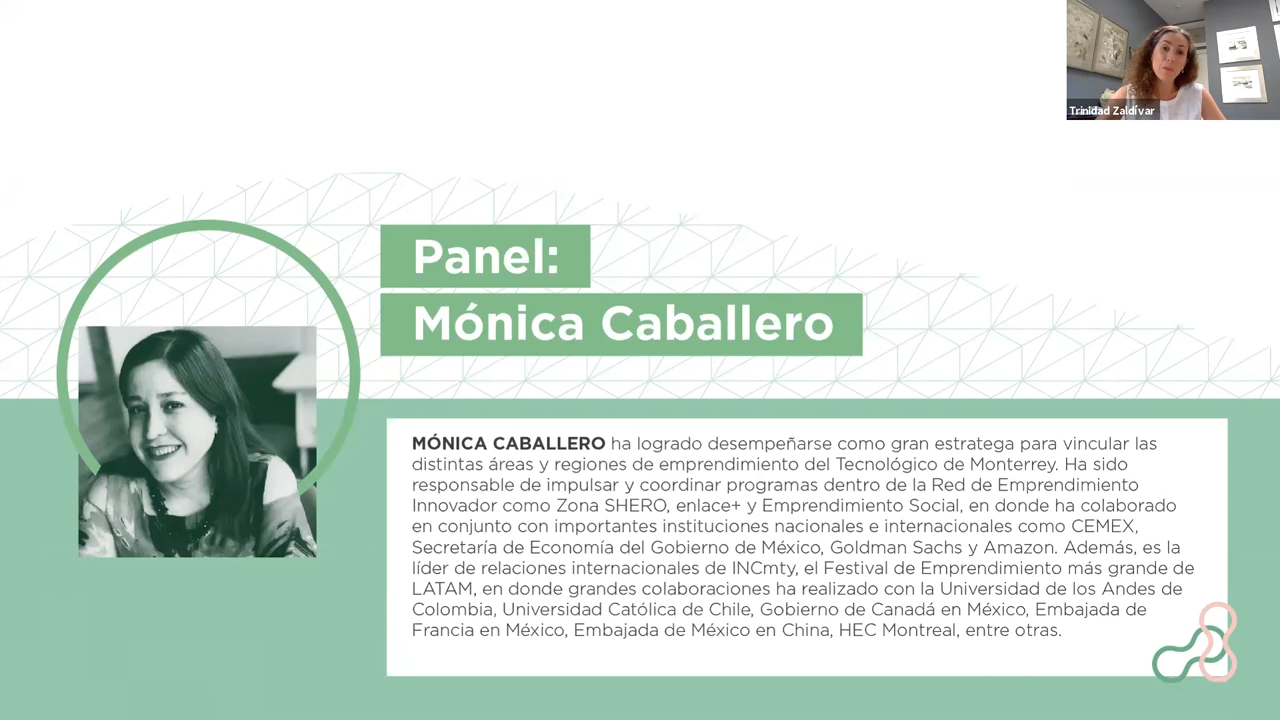 Trinidad Zaldívar
Panel:
Mónica Caballero
MÓNICA CABALLERO ha logrado desempeñarse como gran estratega para vincular las
distintas áreas y regiones de emprendimiento del Tecnológico de Monterrey. Ha sido
responsable de impulsar y coordinar programas dentro de la Red de Emprendimiento
Innovador como Zona SHERO, enlace+ y Emprendimiento Social, en donde ha colaborado
en conjunto con importantes instituciones nacionales e internacionales como CEMEX,
Secretaría de Economía del Gobierno de México, Goldman Sachs y Amazon. Además, es la
líder de relaciones internacionales de INCmty, el Festival de Emprendimiento más grande de
LATAM, en donde grandes colaboraciones ha realizado con la Universidad de los Andes de
Colombia, Universidad Católica de Chile, Gobierno de Canadá en México, Embajada de
Francia en México, Embajada de México en China, HEC Montreal, entre otras.